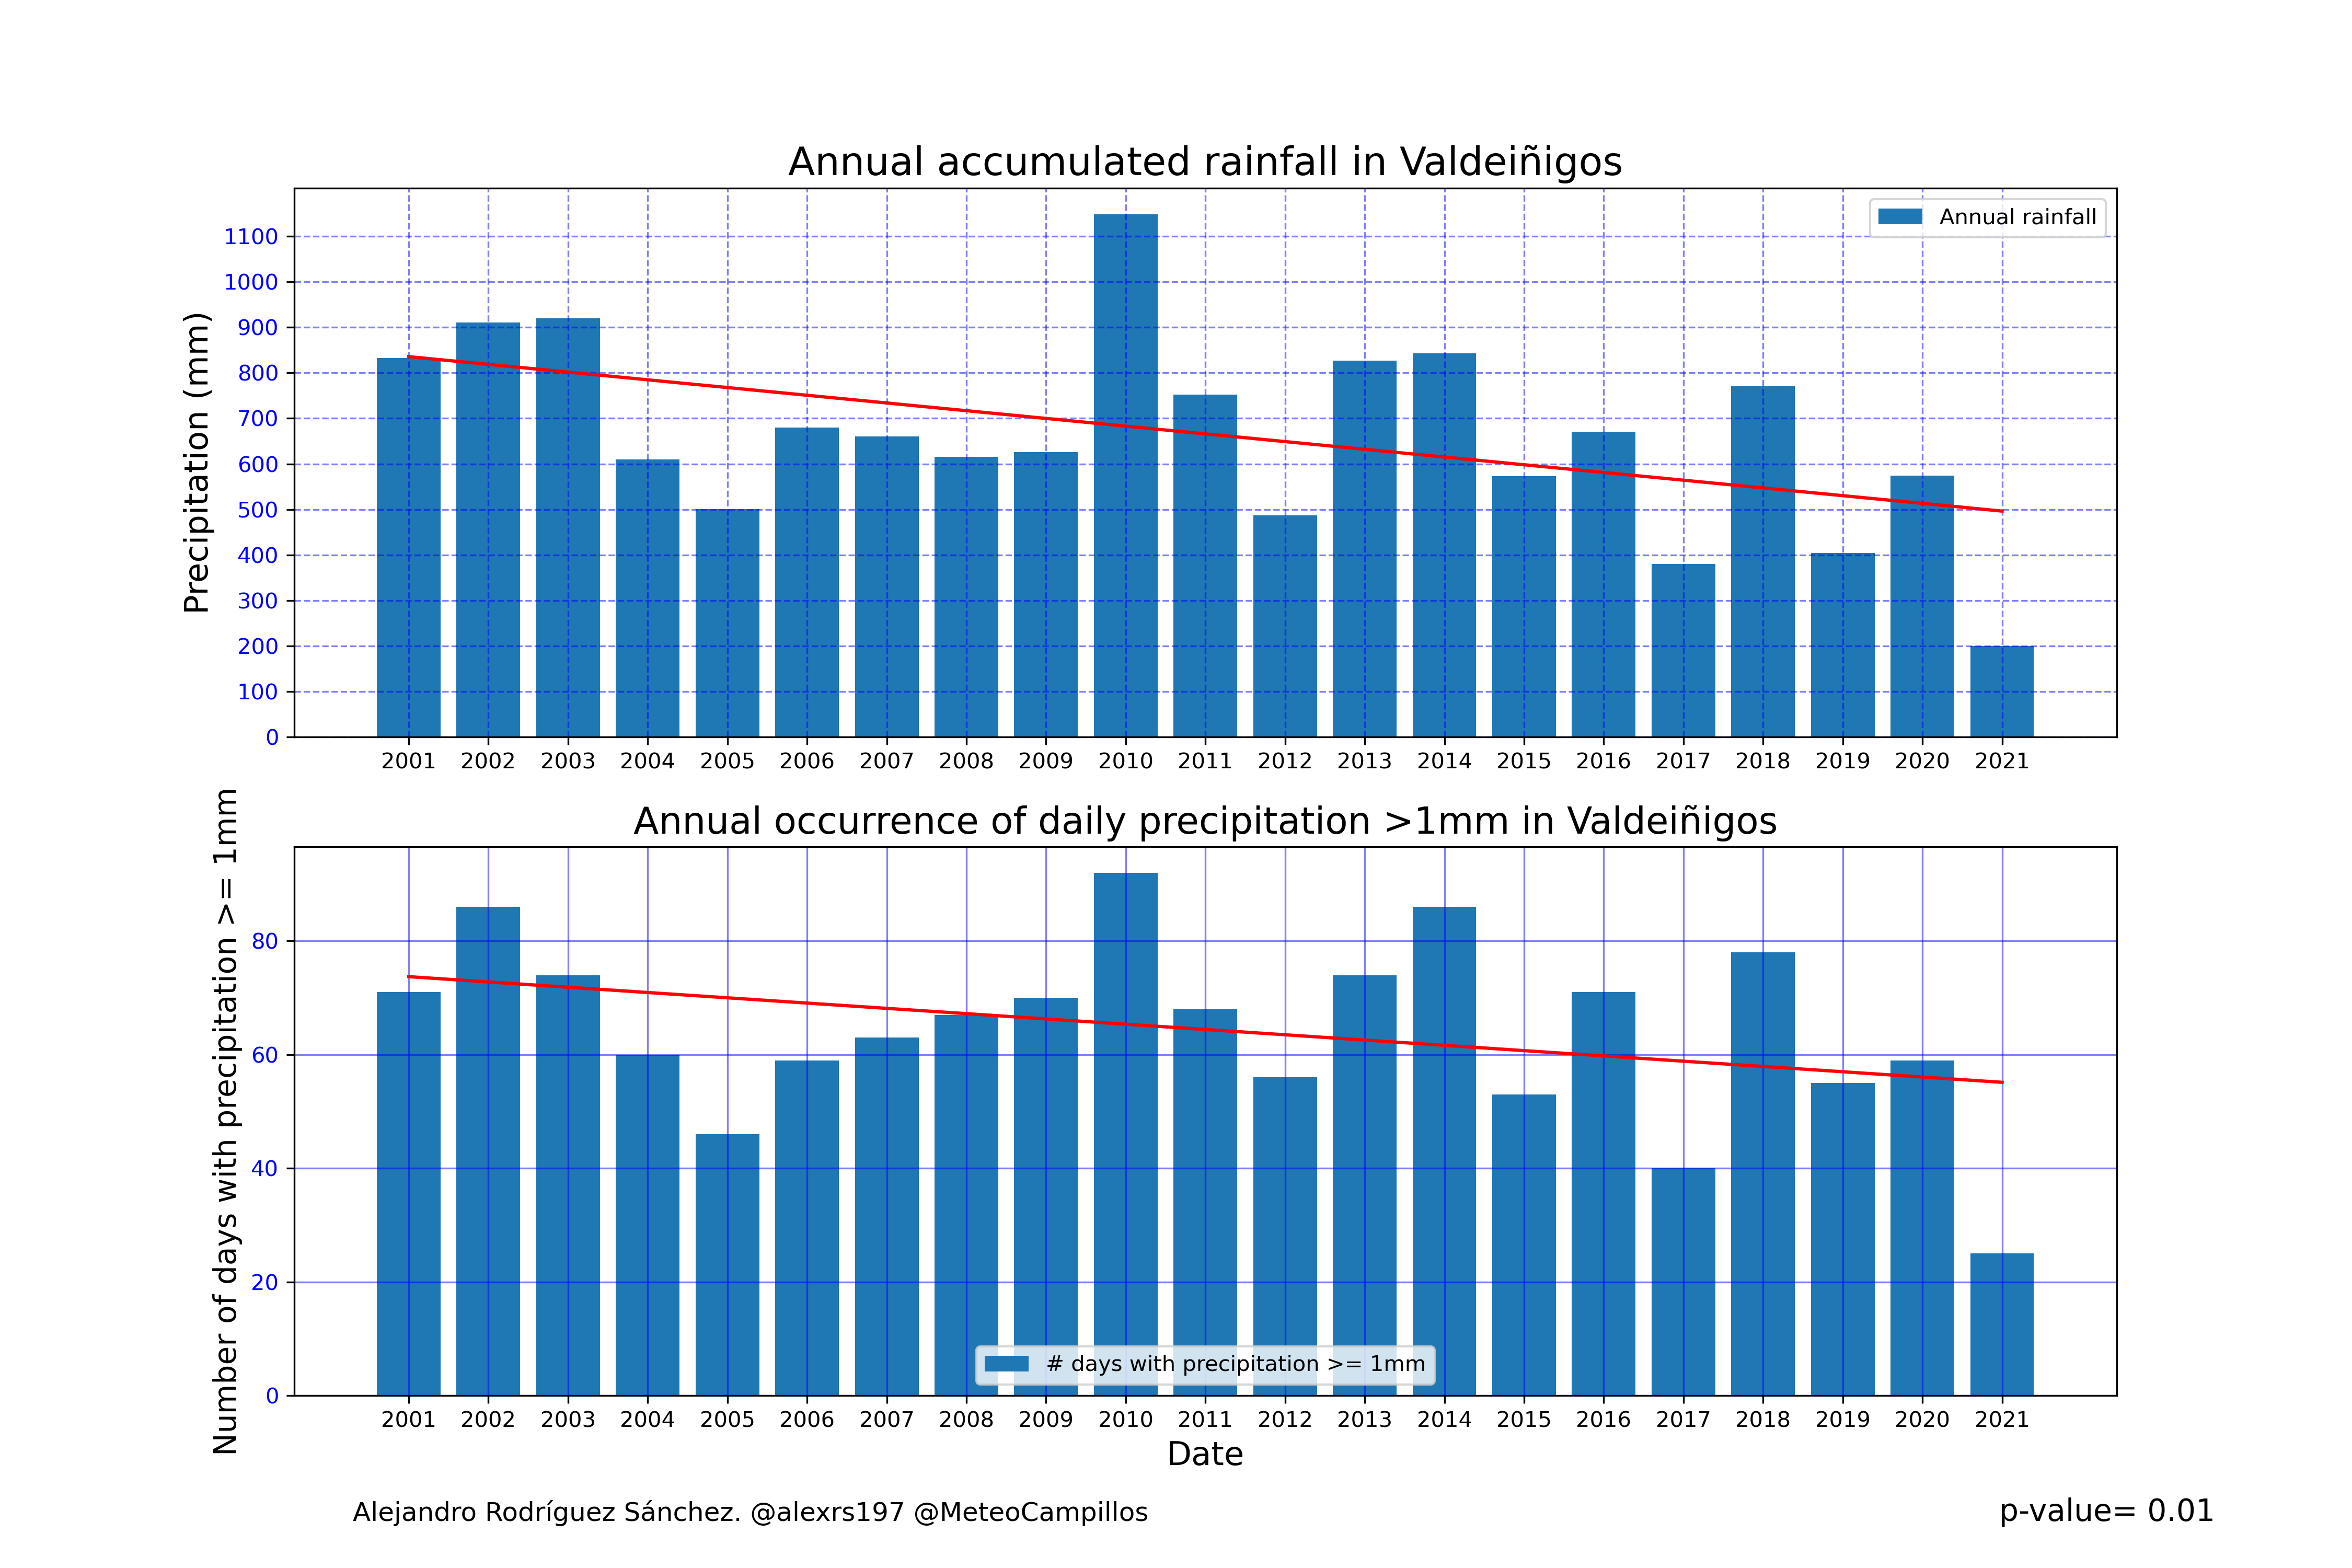 Annual accumulated rainfall in Valdeiñigos
Precipitation (mm)
1100
1000
900
800
700
600
500
400
300
200
100
0
Annual rainfall
2001 2002 2003 2004 2005 2006 2007 2008 2009 2010 2011 2012 2013 2014 2015 2016 2017 2018 2019 2020 2021
Annual occurrence of daily precipitation >1mm in Valdeiñigos
Number of days with precipitation >= 1mm
80
60
40
20
0
# days with precipitation >= 1mm
2001 2002 2003 2004 2005 2006 2007 2008 2009 2010 2011 2012 2013 2014 2015 2016 2017 2018 2019 2020 2021
Date
Alejandro Rodríguez Sánchez. @alexrs197 @MeteoCampillos
p-value= 0.01